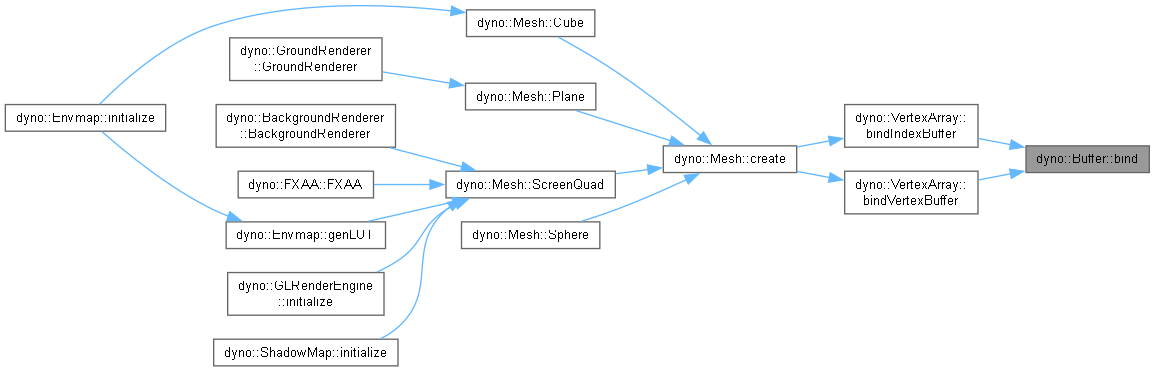 dyno::Mesh::Cube
dyno::GroundRenderer
::GroundRenderer
dyno::Mesh::Plane
dyno::Envmap::initialize
dyno::BackgroundRenderer
::BackgroundRenderer
dyno::VertexArray::
bindIndexBuffer
dyno::Mesh::create
dyno::Buffer::bind
dyno::FXAA::FXAA
dyno::Mesh::ScreenQuad
dyno::VertexArray::
bindVertexBuffer
dyno::Envmap::genLUT
dyno::Mesh::Sphere
dyno::GLRenderEngine
::initialize
dyno::ShadowMap::initialize